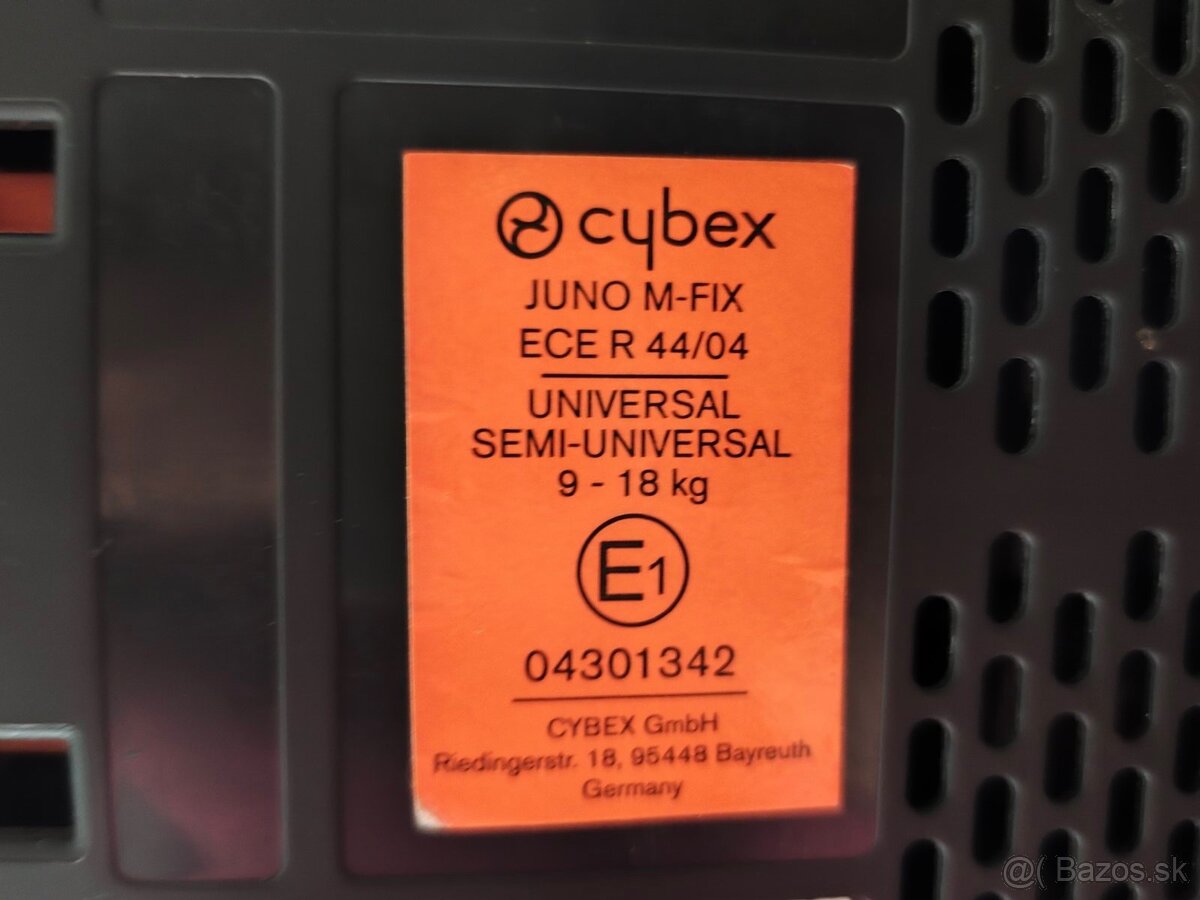 cybex
JUNO M-FIX
ECE R 44/04
UNIVERSAL
SEMI-UNIVERSAL
9 - 18 kg
E1
04301342
CYBEX GmbH
Riedingerstr. 18, 95448 Bayreuth
Germany
@( Bazos.sk